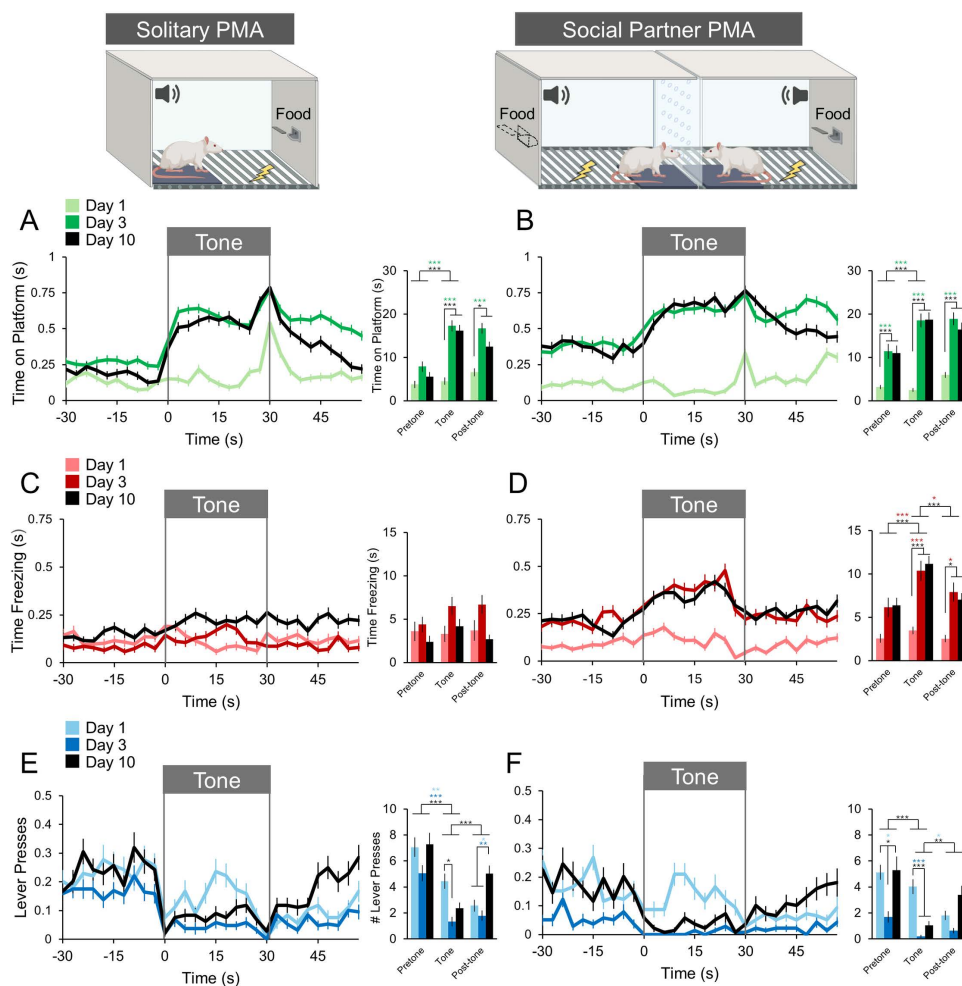 Solitary PMA
Social Partner PMA
Food
Food
Food
Day 1
Day 3
Day 10
A
Tone
Time on Platform (s)
1
0.75
0.5
0.25
0
-30 -15 0 15 30 45
Time (s)
***
***
***
***
***
*
Time on Platform (s)
30
20
10
0
Pretone
Tone
Post-tone
B
Tone
1
0.75
0.5
0.25
0
-30 -15 0 15 30 45
Time (s)
***
***
***
***
***
***
***
***
30
20
10
0
Pretone
Tone
Post-tone
Day 1
Day 3
Day 10
C
Tone
Time Freezing (s)
0.75
0.5
0.25
0
-30 -15 0 15 30 45
Time (s)
Time Freezing (s)
15
10
5
0
Pretone
Tone
Post-tone
D
Tone
0.75
0.5
0.25
0
-30 -15 0 15 30 45
Time (s)
*
***
***
***
***
***
*
*
15
10
5
0
Pretone
Tone
Post-tone
Day 1
Day 3
Day 10
E
Tone
Lever Presses
0.5
0.4
0.3
0.2
0.1
0
-30 -15 0 15 30 45
Time (s)
**
***
***
***
*
*
**
# Lever Presses
10
8
6
4
2
0
Pretone
Tone
Post-tone
F
Tone
0.5
0.4
0.3
0.2
0.1
0
-30 -15 0 15 30 45
Time (s)
***
*
**
*
*
***
***
10
8
6
4
2
0
Pretone
Tone
Post-tone